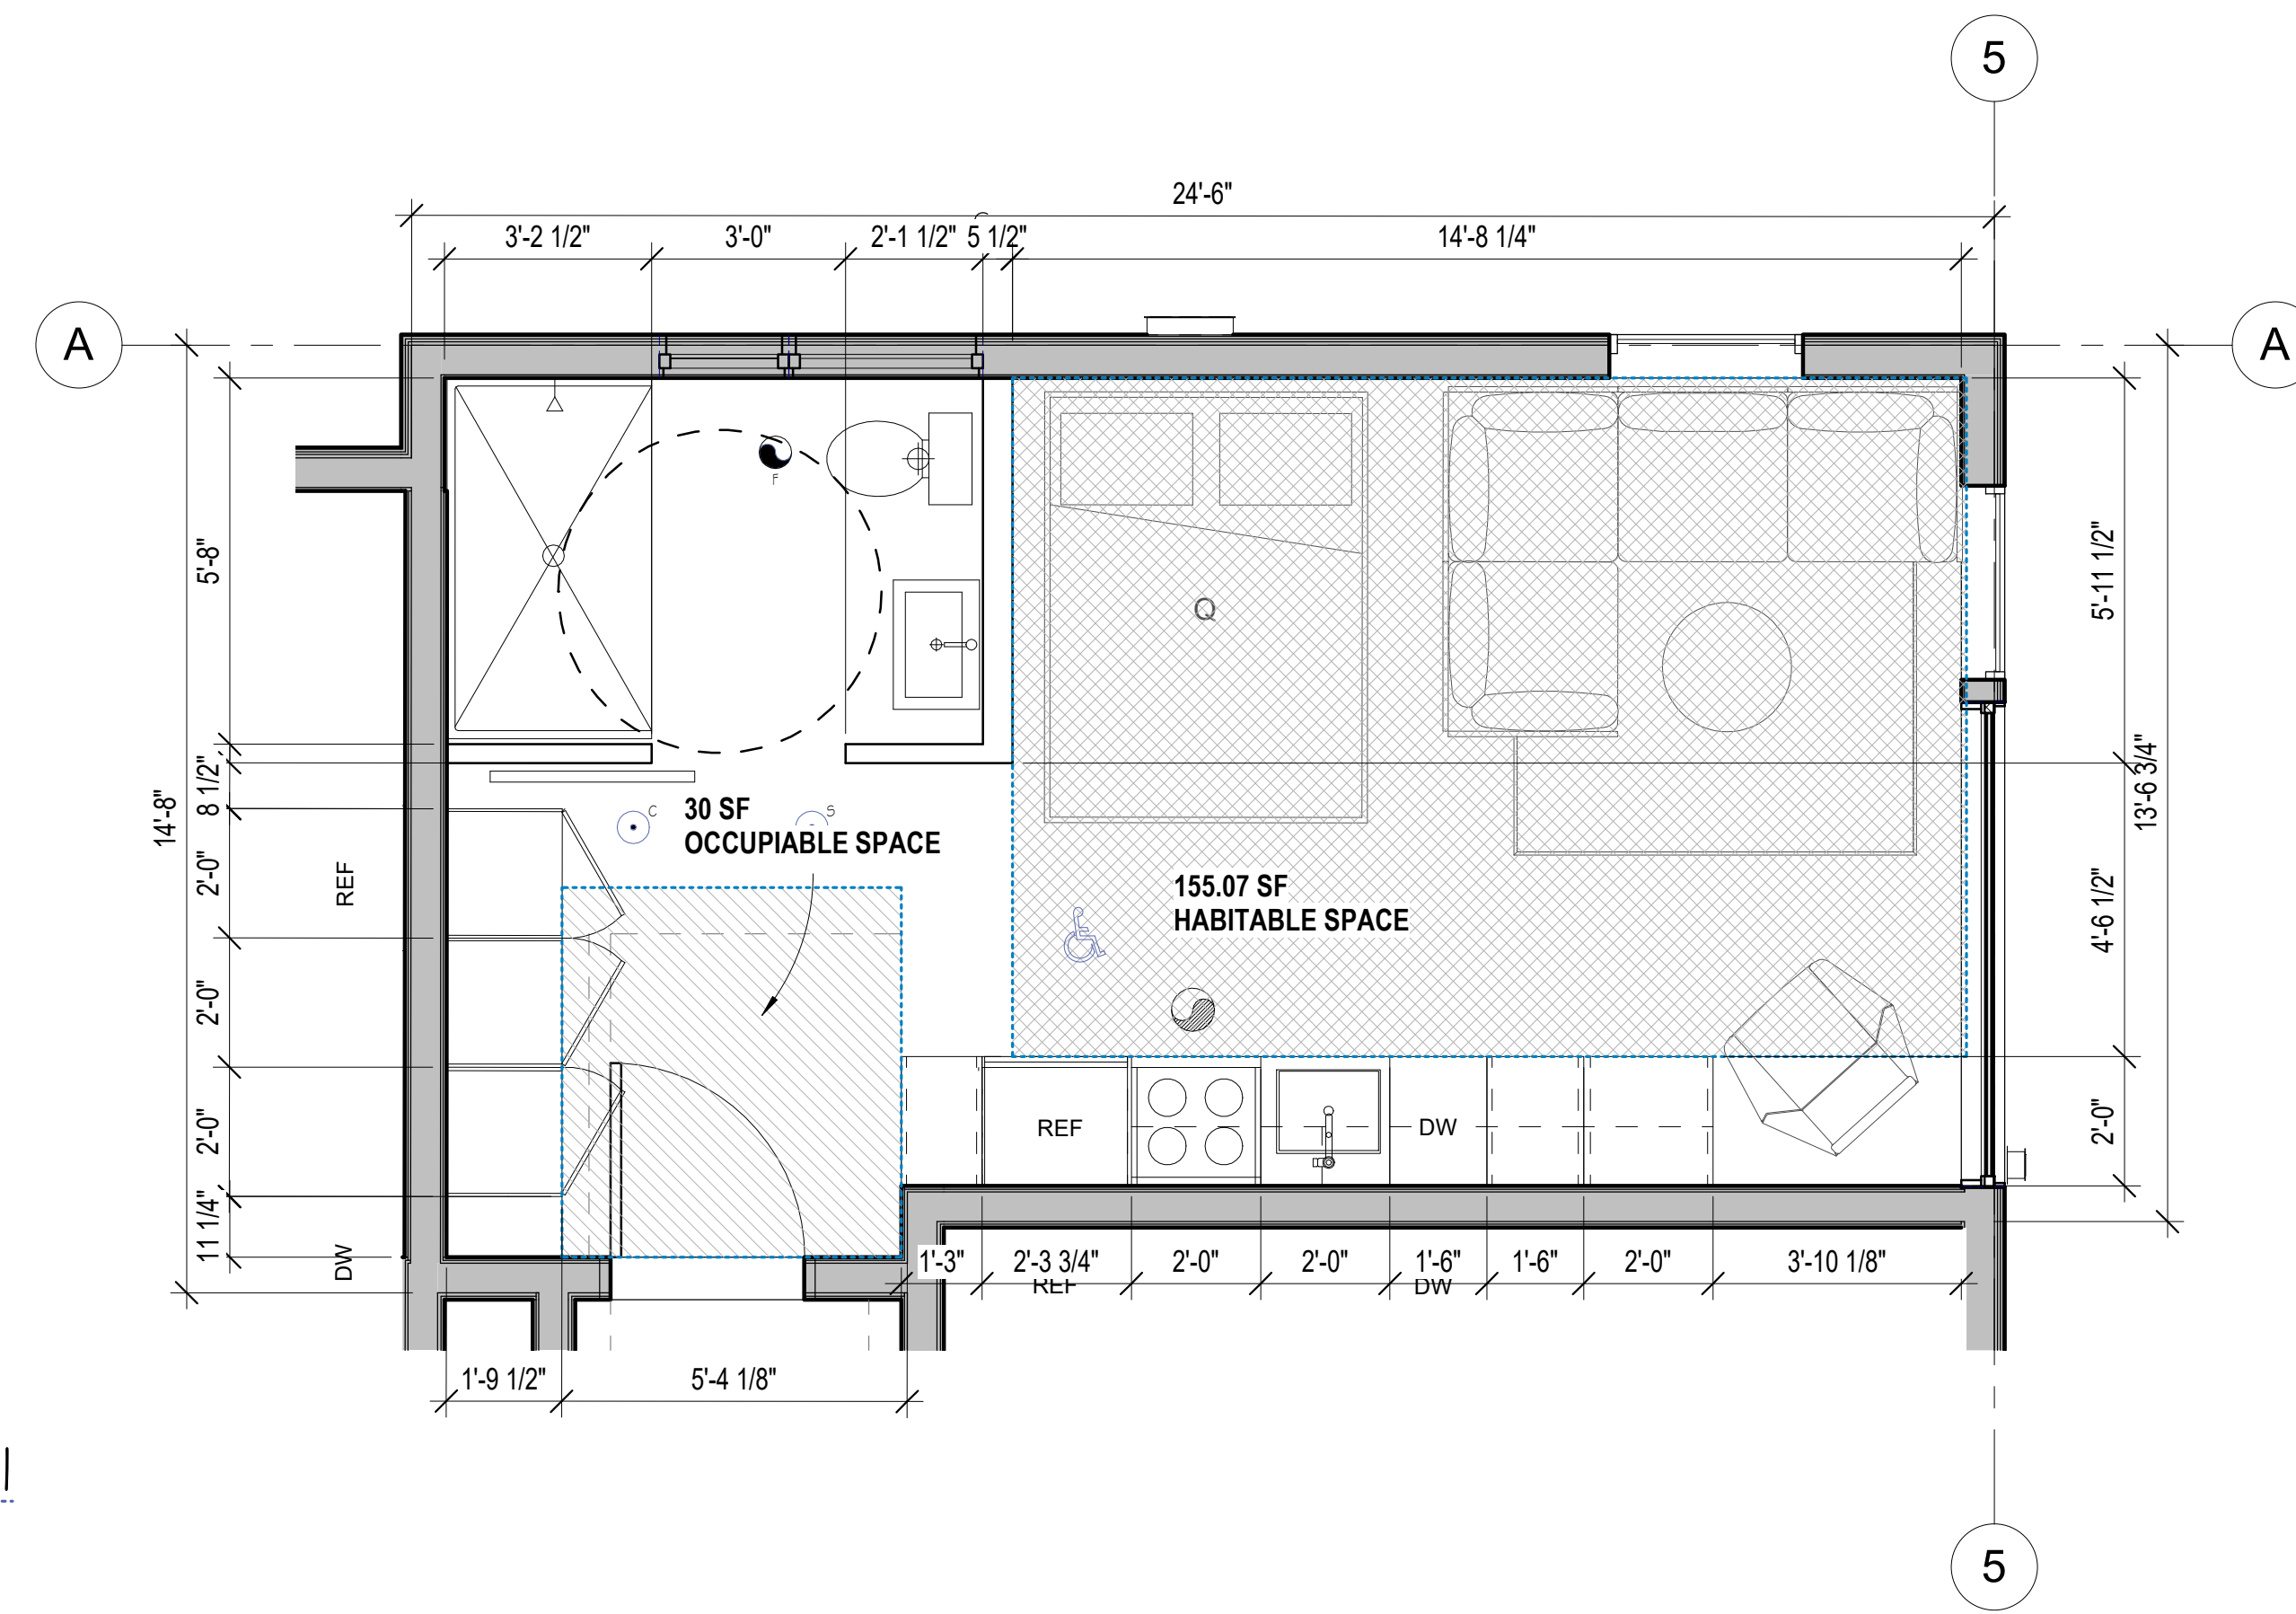 5
24'-6"
3'-2 1/2"
3'-0"
2'-1 1/2"
5 1/2"
14'-8 1/4"
A
A
F
5'-8"
5'-11 1/2"
Q
8 1/2"
14'-8"
13'-6 3/4"
C
S
30 SF
OCCUPIABLE SPACE
2'-0"
REF
155.07 SF
HABITABLE SPACE
4'-6 1/2"
2'-0"
2'-0"
REF
DW
2'-0"
11 1/4"
DW
1'-3"
2'-3 3/4"
2'-0"
2'-0"
1'-6"
1'-6"
2'-0"
3'-10 1/8"
REF
DW
1'-9 1/2"
5'-4 1/8"
5